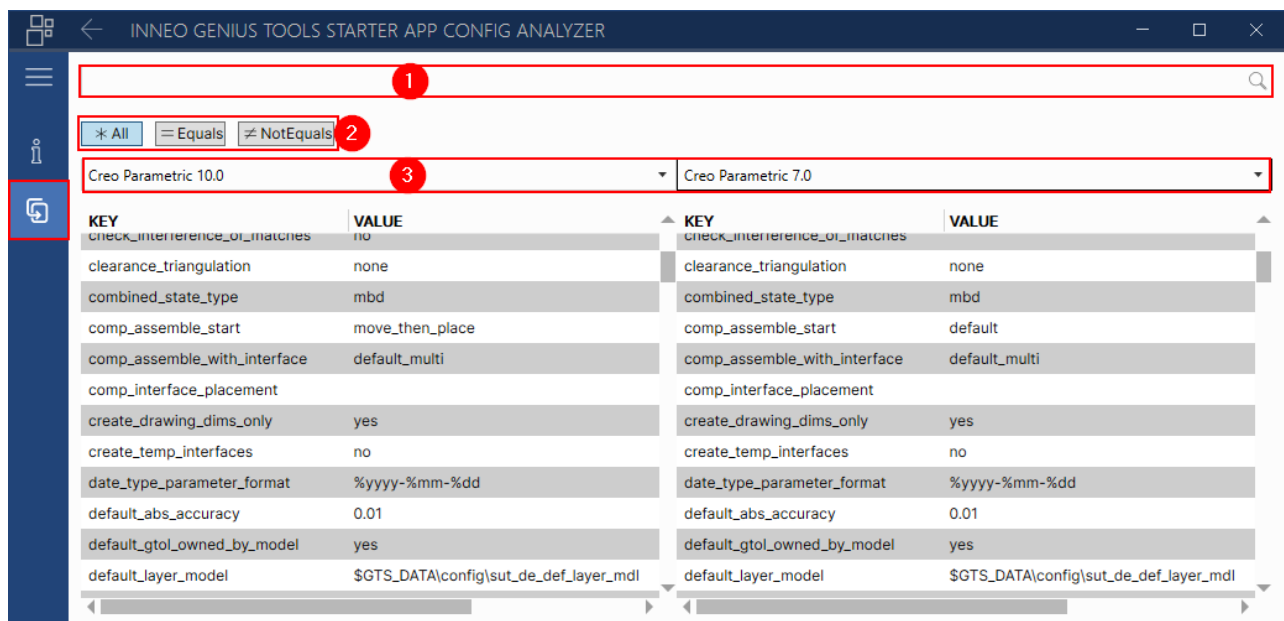 INNEO GENIUS TOOLS STARTER APP CONFIG ANALYZER
1
All Equals ≠ NotEquals 2
Creo Parametric 10.0 3 Creo Parametric 7.0
KEY VALUE KEY VALUE
check_interference_of_matches no check_interference_of_matches
clearance_triangulation none clearance_triangulation none
combined_state_type mbd combined_state_type mbd
comp_assemble_start move_then_place comp_assemble_start default
comp_assemble_with_interface default_multi comp_assemble_with_interface default_multi
comp_interface_placement comp_interface_placement
create_drawing_dims_only yes create_drawing_dims_only yes
create_temp_interfaces no create_temp_interfaces no
date_type_parameter_format %yyyy-%mm-%dd date_type_parameter_format %yyyy-%mm-%dd
default_abs_accuracy 0.01 default_abs_accuracy 0.01
default_gtol_owned_by_model yes default_gtol_owned_by_model yes
default_layer_model $GTS_DATA\config\sut_de_def_layer_mdl default_layer_model $GTS_DATA\config\sut_de_def_layer_mdl